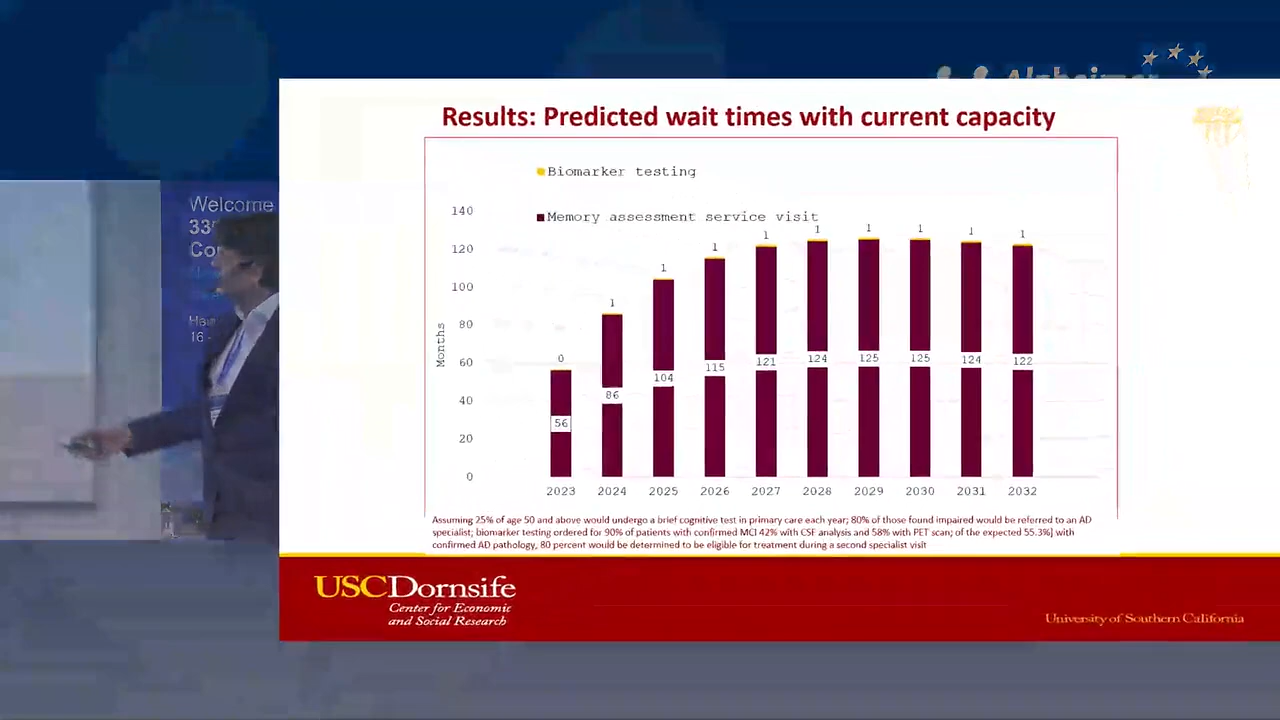 Alzheimer
Welcome
33
Co
16 -
Results: Predicted wait times with current capacity
Biomarker testing
Memory assessment service visit
Months
140
120
100
80
60
40
20
0
0 1 1 1 1 1 1 1 1 1
56 86 104 115 121 124 125 125 124 122
2023 2024 2025 2026 2027 2028 2029 2030 2031 2032
Assuming 25% of age 50 and above would undergo a brief cognitive test in primary care each year; 80% of those found impaired would be referred to an AD
specialist; biomarker testing ordered for 90% of patients with confirmed MCI 42% with CSF analysis and 58% with PET scan; of the expected 55.3%] with
confirmed AD pathology, 80 percent would be determined to be eligible for treatment during a second specialist visit
USCDornsife
Center for Economic
and Social Research
University of Southern California